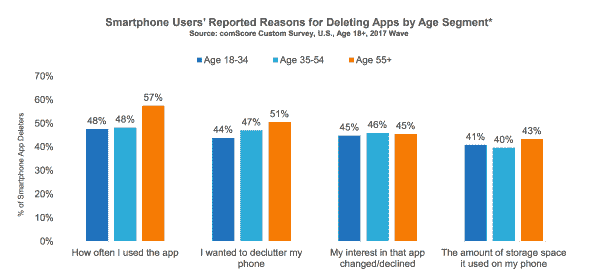 Smartphone Users' Reported Reasons for Deleting Apps by Age Segment*
Source: comScore Custom Survey, U.S., Age 18+, 2017 Wave
Age 18-34 Age 35-54 Age 55+
% of Smartphone App Deleters
70%
60%
50%
40%
30%
20%
10%
0%
48% 48% 57%
44% 47% 51%
45% 46% 45%
41% 40% 43%
How often I used the app
I wanted to declutter my
phone
My interest in that app
changed/declined
The amount of storage space
it used on my phone